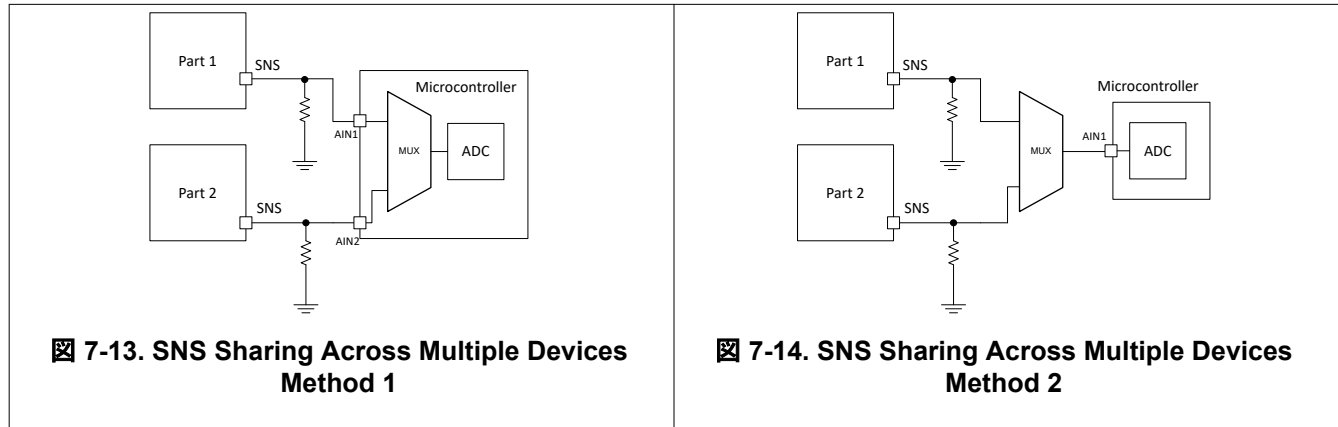 Part 1
SNS
Microcontroller
AIN1
MUX
ADC
Part 2
SNS
AIN2
図 7-13. SNS Sharing Across Multiple Devices
Method 1
Part 1
SNS
Microcontroller
AIN1
MUX
ADC
Part 2
SNS
図 7-14. SNS Sharing Across Multiple Devices
Method 2